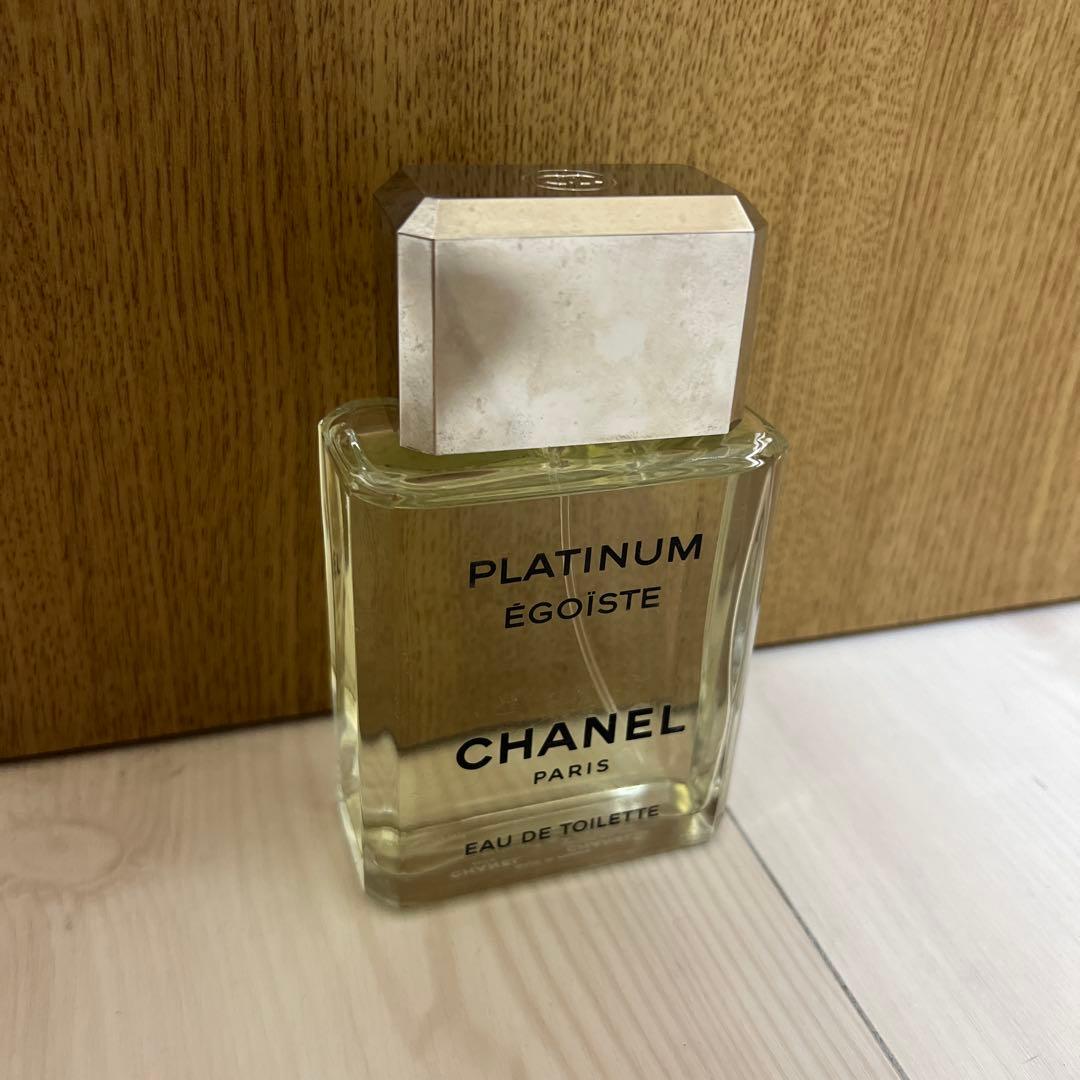 PLATINUM
ÉGOÏSTE
CHANEL
PARIS
EAU DE TOILETTE